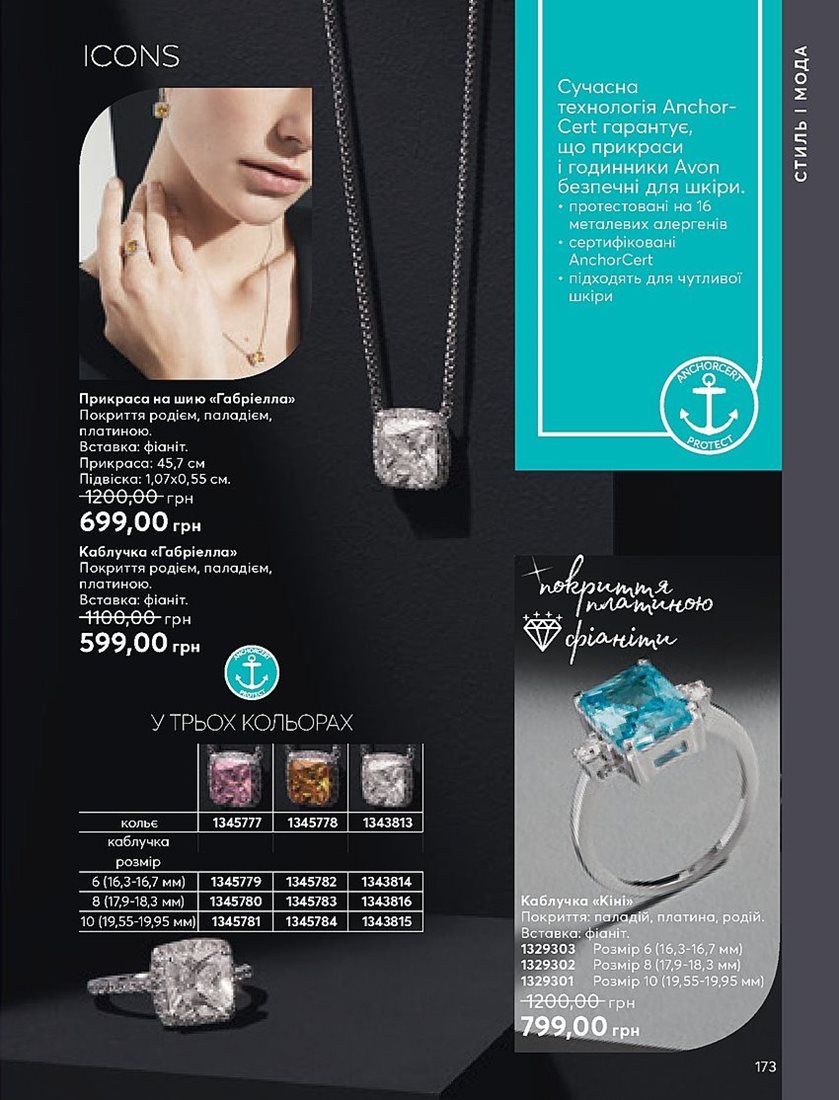 ICONS
Сучасна
технологія Anchor-
Cert гарантує,
що прикраси
і годинники Avon
безпечні для шкіри.
• протестовані на 16
металевих алергенів
• сертифіковані
AnchorCert
• підходять для чутливої
шкіри
ANCHORCERT
PROTECT
СТИЛЬ І МОДА
Прикраса на шию «Габріелла»
Покриття родієм, паладієм,
платиною.
Вставка: фіаніт.
Прикраса: 45,7 см
Підвіска: 1,07х0,55 см.
1200,00 грн
699,00 грн
Каблучка «Габріелла»
Покриття родієм, паладієм,
платиною.
Вставка: фіаніт.
1100,00 грн
599,00 грн
ANCHORCERT
PROTECT
У ТРЬОХ КОЛЬОРАХ
кольє 1345777 1345778 1343813
каблучка
розмір
6 (16,3-16,7 мм) 1345779 1345782 1343814
8 (17,9-18,3 мм) 1345780 1345783 1343816
10 (19,55-19,95 мм) 1345781 1345784 1343815
покриття
платиною
фіаніти
Каблучка «Кіні»
Покриття: паладій, платина, родій.
Вставка: фіаніт.
1329303 Розмір 6 (16,3-16,7 мм)
1329302 Розмір 8 (17,9-18,3 мм)
1329301 Розмір 10 (19,55-19,95 мм)
1200,00 грн
799,00 грн
173